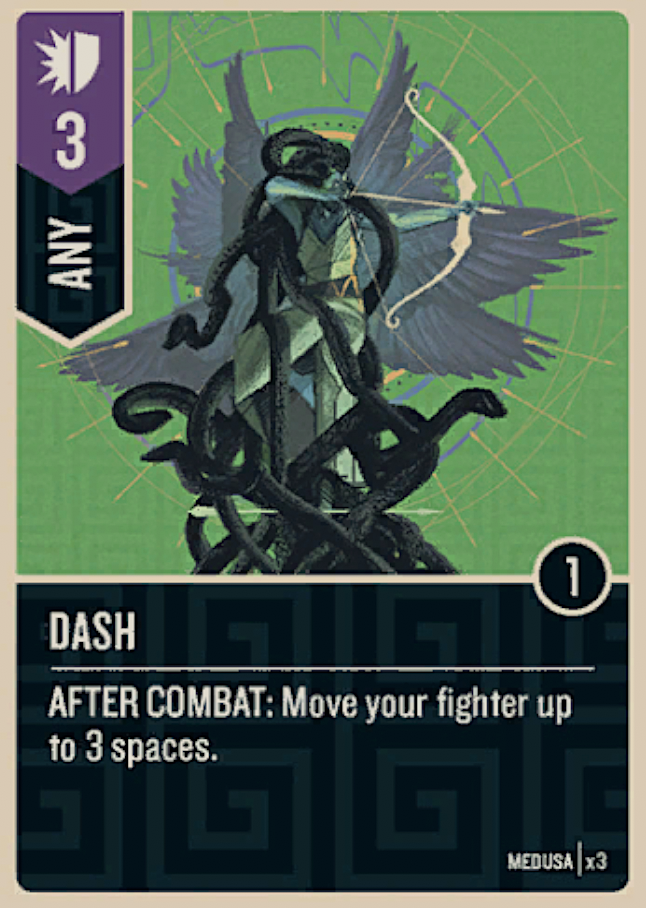 3
ANY
1
DASH
AFTER COMBAT: Move your fighter up
to 3 spaces.
MEDUSA | x3